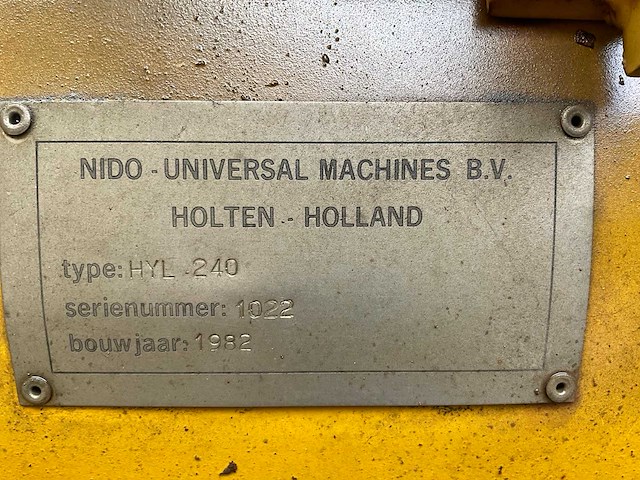 NIDO - UNIVERSAL MACHINES B.V.
HOLTEN - HOLLAND
type: HYL 240
serienummer: 1022
bouwjaar: 1982